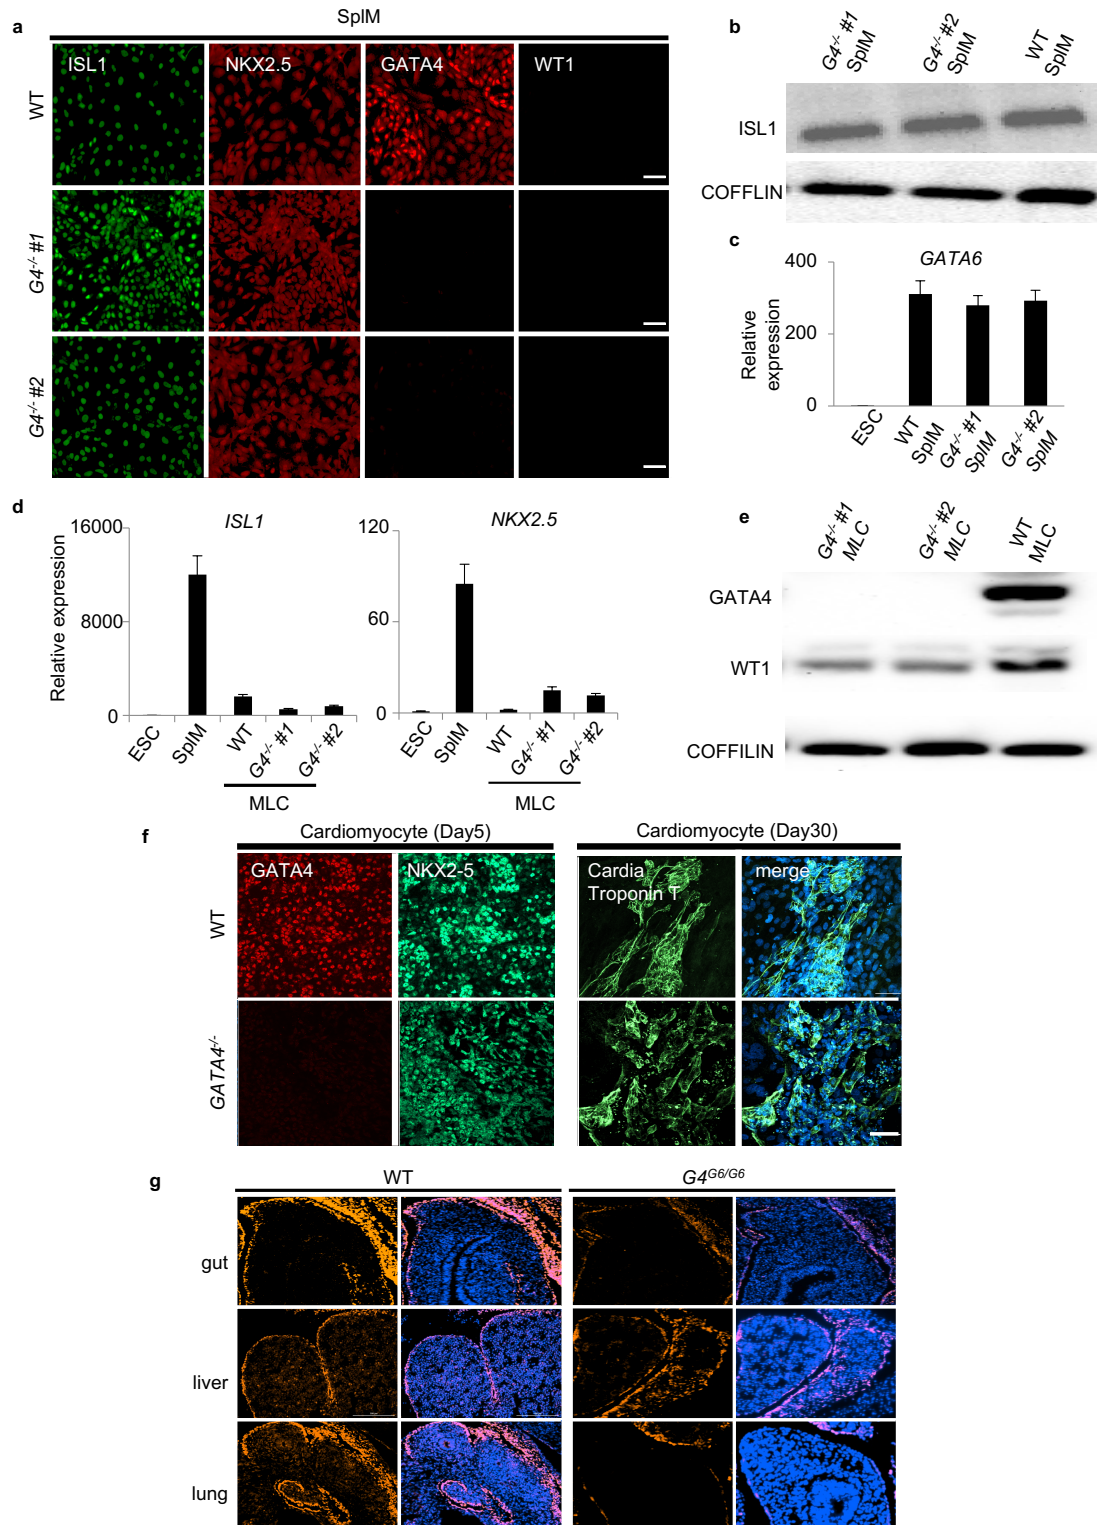 a
SplM
ISL1 NKX2.5 GATA4 WT1
WT
G4-/- #1
G4-/- #2
b
G4-/- #1 SplM
G4-/- #2 SplM
WT SplM
ISL1
COFFLIN
c
GATA6
400
200
0
Relative expression
ESC
WT SplM
G4-/- #1 SplM
G4-/- #2 SplM
d
ISL1
16000
8000
0
Relative expression
ESC
SplM
WT
G4-/- #1
G4-/- #2
MLC
NKX2.5
120
60
0
ESC
SplM
WT
G4-/- #1
G4-/- #2
MLC
e
G4-/- #1 MLC
G4-/- #2 MLC
WT MLC
GATA4
WT1
COFFILIN
f
Cardiomyocyte (Day5) Cardiomyocyte (Day30)
GATA4 NKX2-5 Cardia Troponin T merge
WT
GATA4-/-
g
WT G4G6/G6
gut
liver
lung